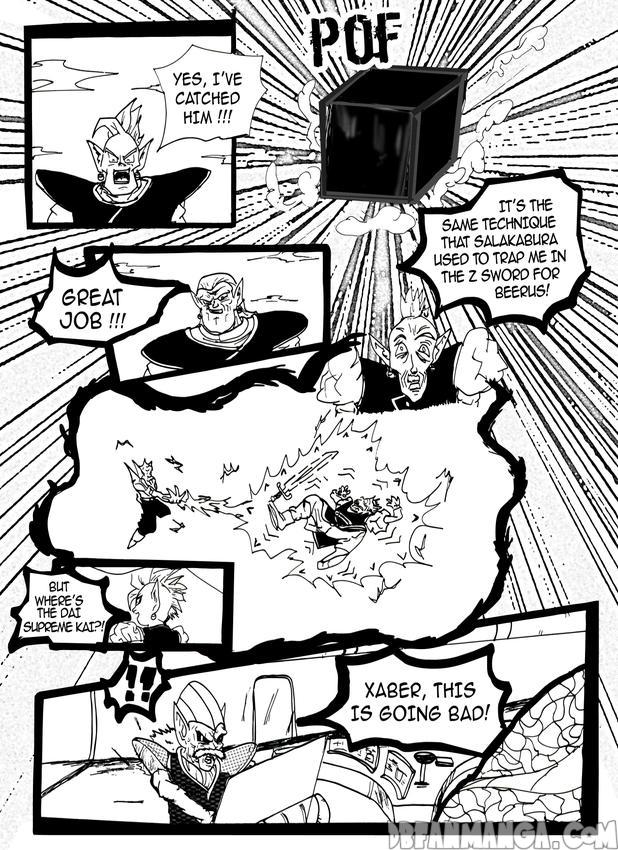 POF
YES, I'VE
CATCHED
HIM !!!
IT'S THE
SAME TECHNIQUE
THAT SALAKABURA
USED TO TRAP ME IN
THE Z SWORD FOR
BEERUS!
GREAT
JOB !!!
BUT
WHERE'S
THE DAI
SUPREME KAI?!
!!
XABER, THIS
IS GOING BAD!
DBFANMANGA.COM